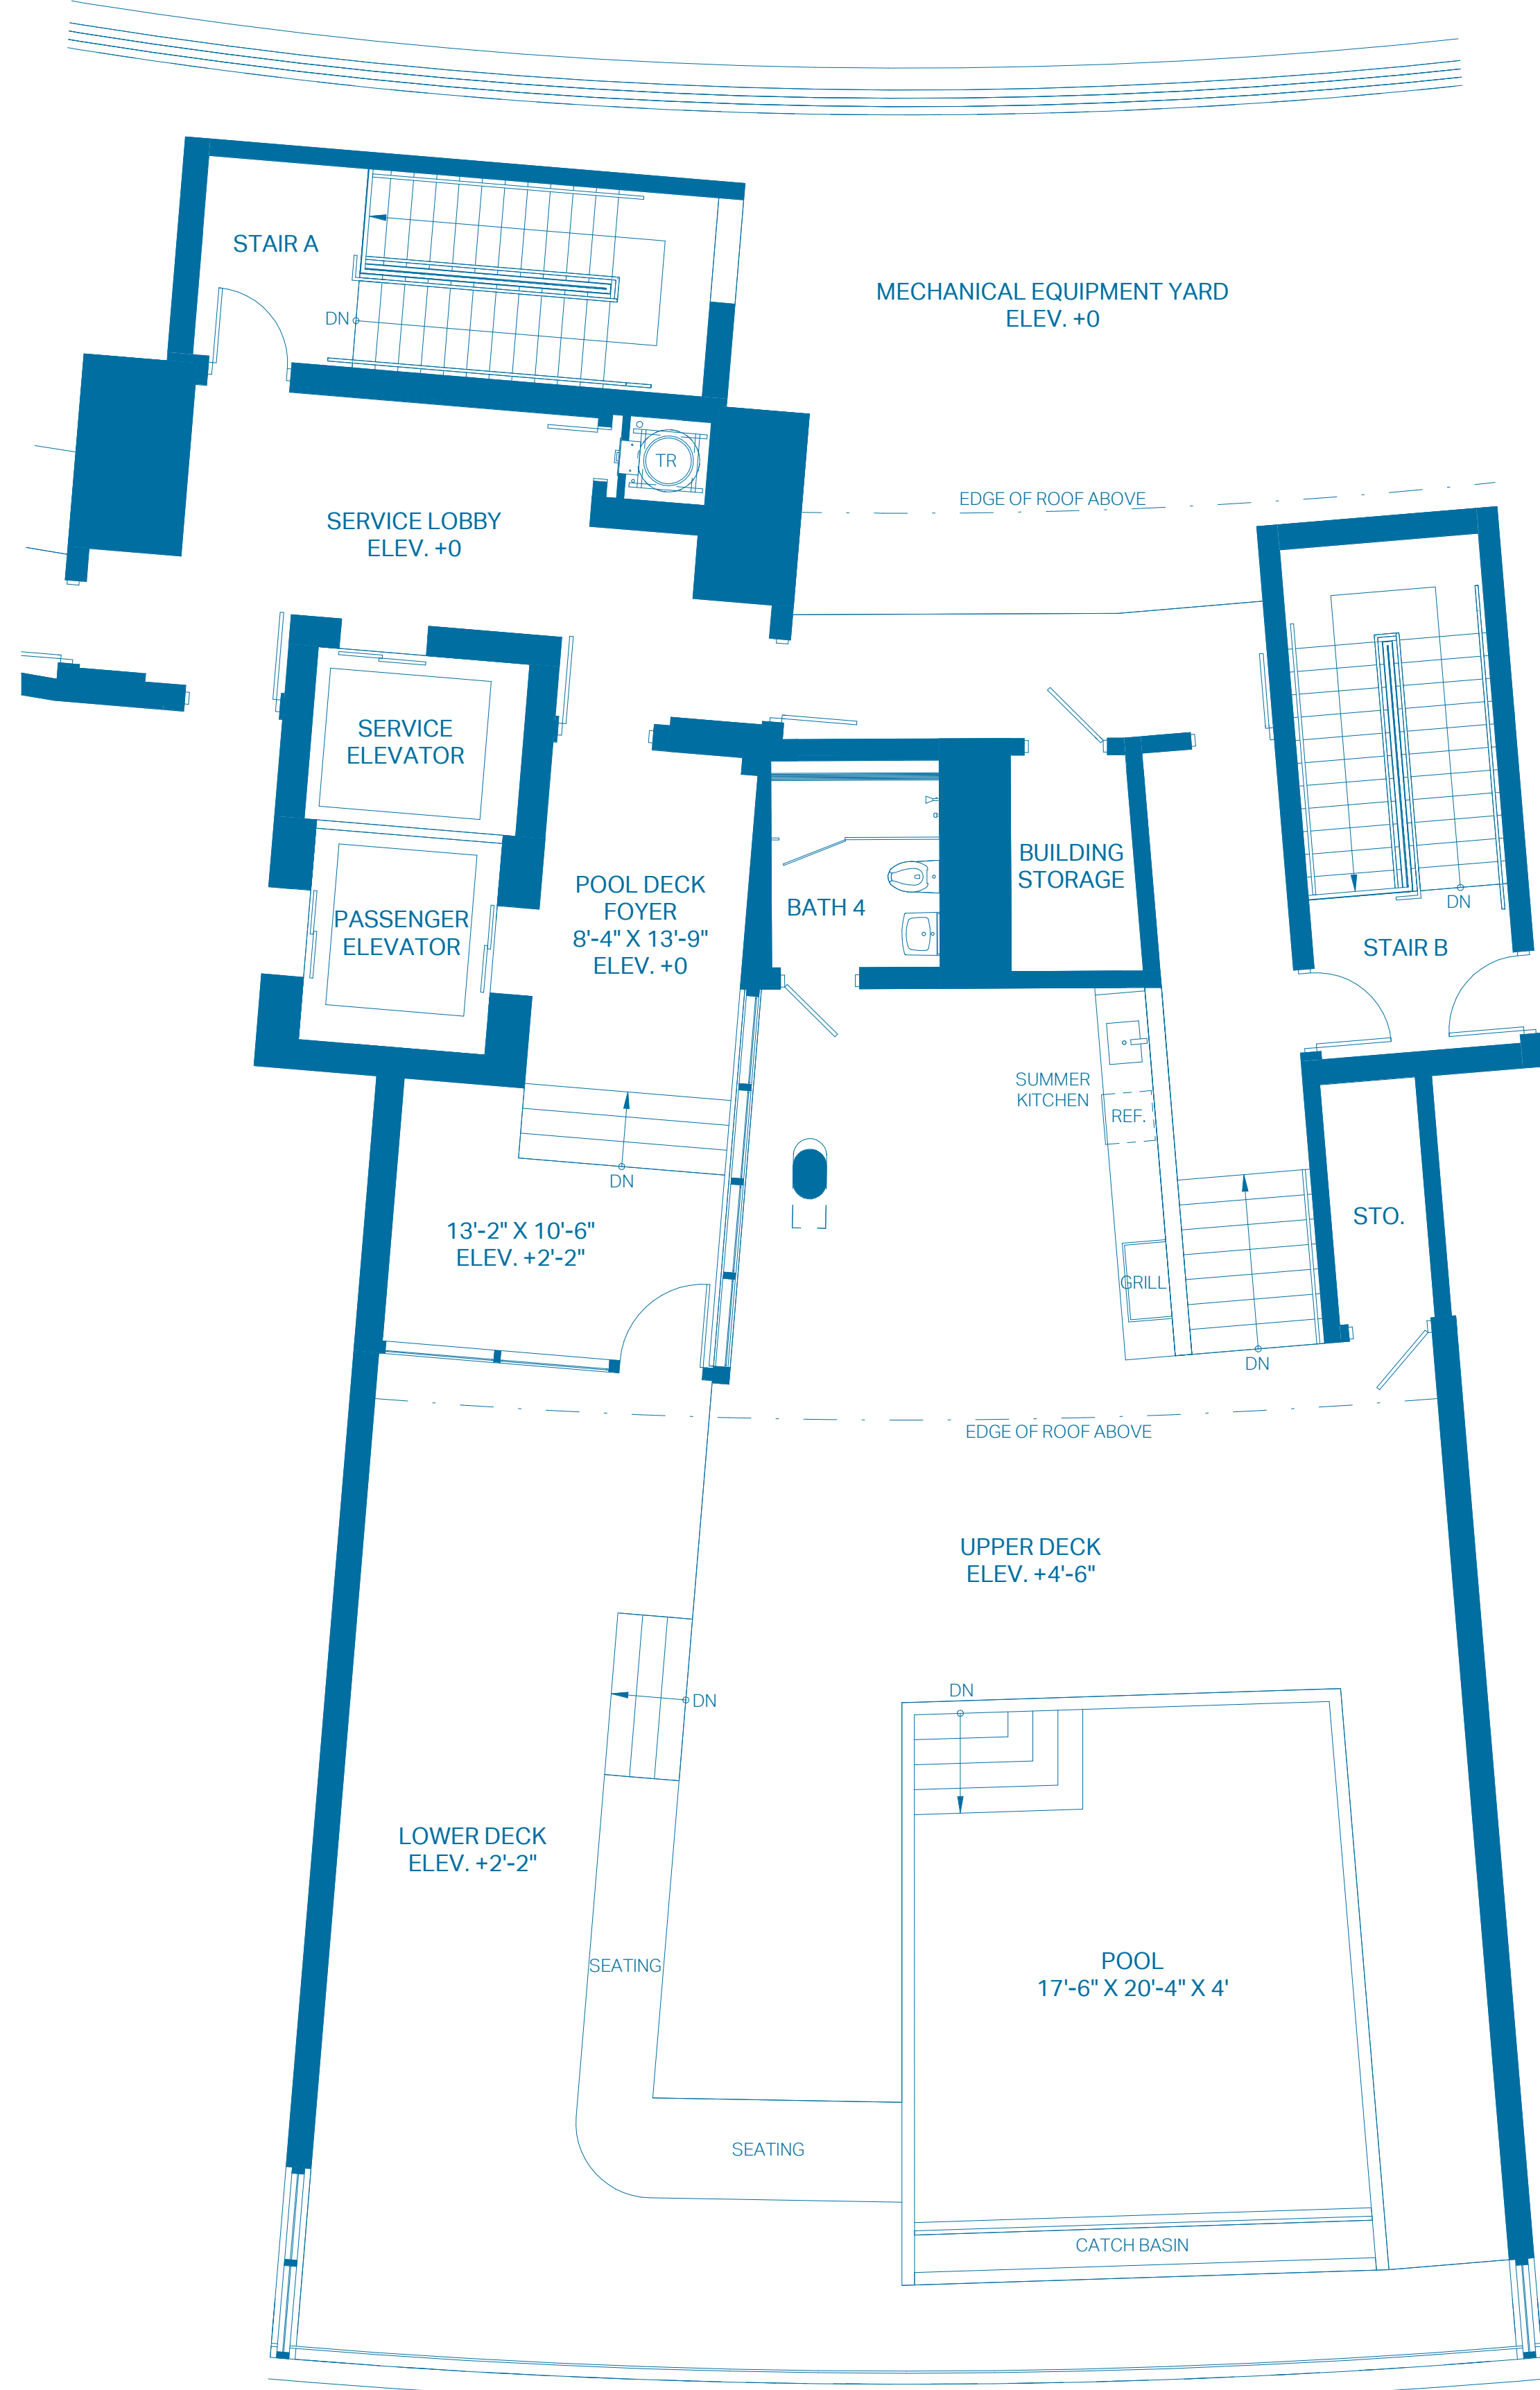 STAIR A
DN
MECHANICAL EQUIPMENT YARD
ELEV. +0
TR
EDGE OF ROOF ABOVE
SERVICE LOBBY
ELEV. +0
SERVICE
ELEVATOR
PASSENGER
ELEVATOR
POOL DECK
FOYER
8'-4" X 13'-9"
ELEV. +0
BATH 4
BUILDING
STORAGE
DN
STAIR B
SUMMER
KITCHEN
REF.
DN
13'-2" X 10'-6"
ELEV. +2'-2"
STO.
GRILL
DN
EDGE OF ROOF ABOVE
UPPER DECK
ELEV. +4'-6"
DN
DN
LOWER DECK
ELEV. +2'-2"
SEATING
POOL
17'-6" X 20'-4" X 4'
SEATING
CATCH BASIN